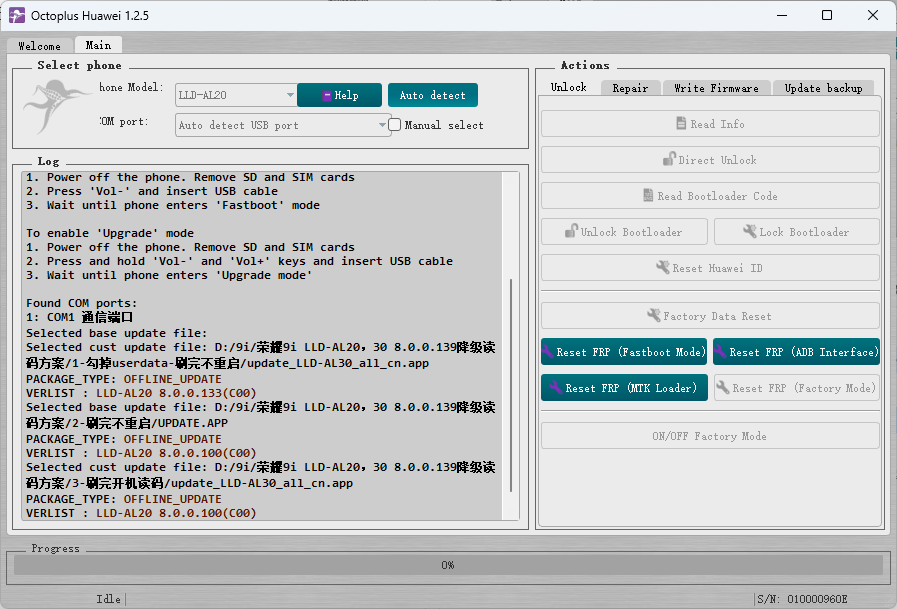 Octoplus Huawei 1.2.5
Welcome
Main
Select phone
hone Model:
LLD-AL20
Help
Auto detect
OM port:
Auto detect USB port
Manual select
Log
1. Power off the phone. Remove SD and SIM cards
2. Press 'Vol-' and insert USB cable
3. Wait until phone enters 'Fastboot' mode
To enable 'Upgrade' mode
1. Power off the phone. Remove SD and SIM cards
2. Press and hold 'Vol-' and 'Vol+' keys and insert USB cable
3. Wait until phone enters 'Upgrade mode'
Found COM ports:
1: COM1 通信端口
Selected base update file:
Selected cust update file: D:/9i/荣耀9i LLD-AL20，30 8.0.0.139降级读
码方案/1-勾掉userdata-刷完不重启/update_LLD-AL30_all_cn.app
PACKAGE_TYPE: OFFLINE_UPDATE
VERLIST : LLD-AL20 8.0.0.133(C00)
Selected base update file: D:/9i/荣耀9i LLD-AL20，30 8.0.0.139降级读
码方案/2-刷完不重启/UPDATE.APP
PACKAGE_TYPE: OFFLINE_UPDATE
VERLIST : LLD-AL20 8.0.0.100(C00)
Selected cust update file: D:/9i/荣耀9i LLD-AL20，30 8.0.0.139降级读
码方案/3-刷完开机读码/update_LLD-AL30_all_cn.app
PACKAGE_TYPE: OFFLINE_UPDATE
VERLIST : LLD-AL20 8.0.0.100(C00)
Actions
Unlock
Repair
Write Firmware
Update backup
Read Info
Direct Unlock
Read Bootloader Code
Unlock Bootloader
Lock Bootloader
Reset Huawei ID
Factory Data Reset
Reset FRP (Fastboot Mode)
Reset FRP (ADB Interface)
Reset FRP (MTK Loader)
Reset FRP (Factory Mode)
ON/OFF Factory Mode
Progress
0%
Idle
S/N: 010000960E